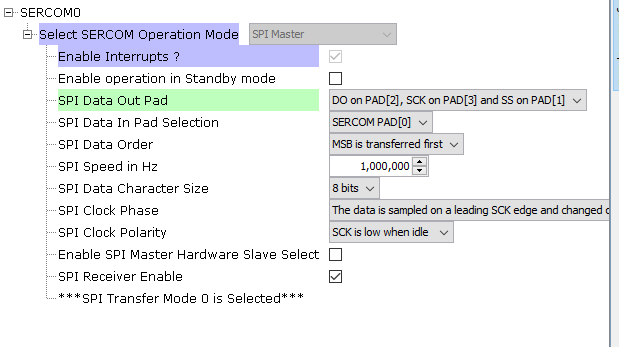 SERCOM0
Select SERCOM Operation Mode SPI Master
Enable Interrupts ?
Enable operation in Standby mode
SPI Data Out Pad DO on PAD[2], SCK on PAD[3] and SS on PAD[1]
SPI Data In Pad Selection SERCOM PAD[0]
SPI Data Order MSB is transferred first
SPI Speed in Hz 1,000,000
SPI Data Character Size 8 bits
SPI Clock Phase The data is sampled on a leading SCK edge and changed
SPI Clock Polarity SCK is low when idle
Enable SPI Master Hardware Slave Select
SPI Receiver Enable
***SPI Transfer Mode 0 is Selected***